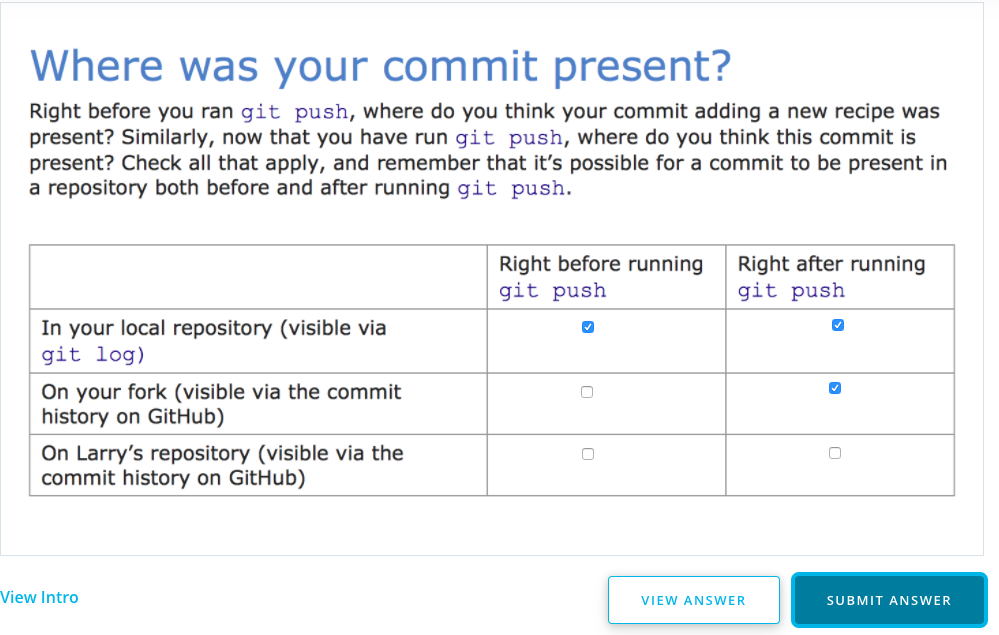 Where was your commit present?
Right before you ran git push, where do you think your commit adding a new recipe was
present? Similarly, now that you have run git push, where do you think this commit is
present? Check all that apply, and remember that it's possible for a commit to be present in
a repository both before and after running git push.
Right before running
git push
Right after running
git push
In your local repository (visible via
git log)
On your fork (visible via the commit
history on GitHub)
On Larry's repository (visible via the
commit history on GitHub)
View Intro
VIEW ANSWER
SUBMIT ANSWER